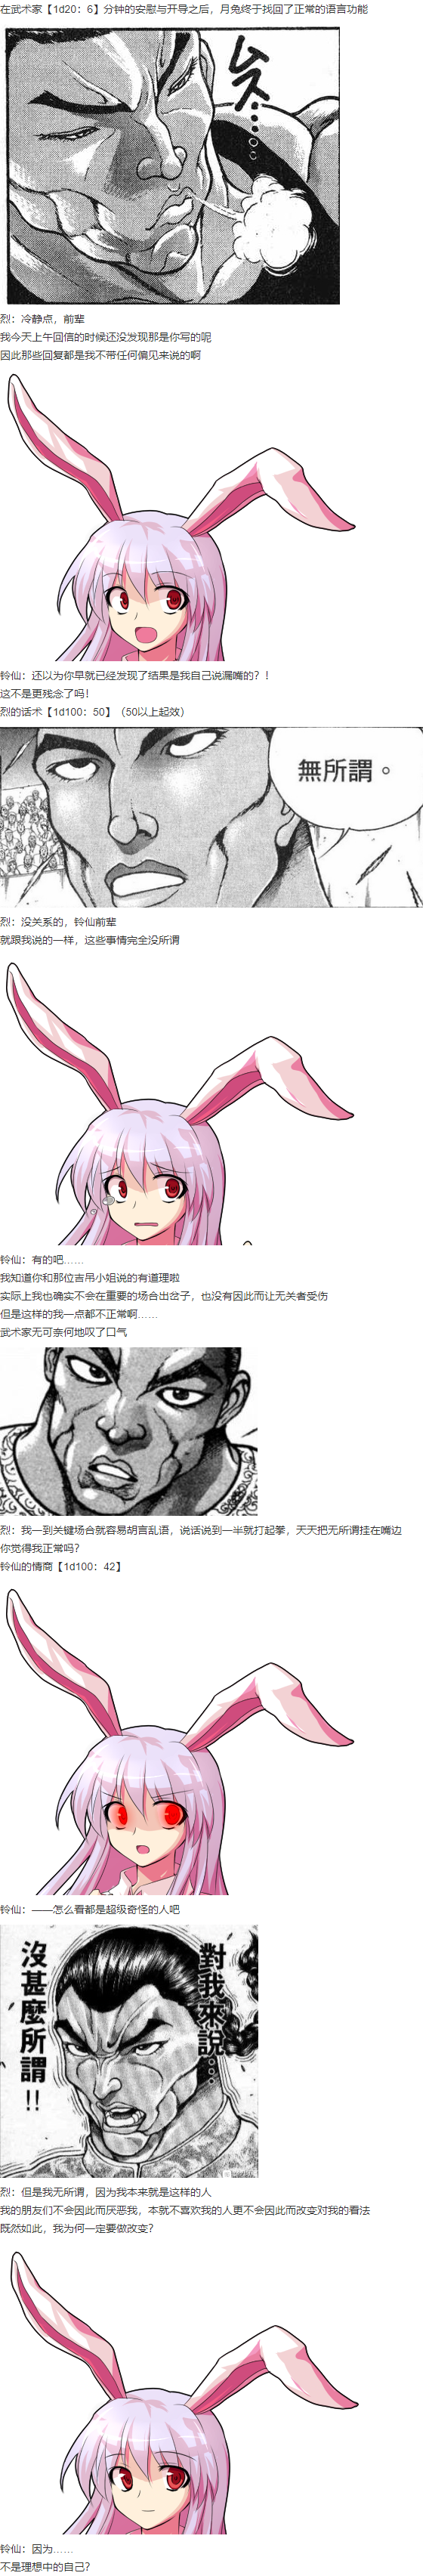 在武术家【1d20：6】分钟的安慰与开导之后，月兔终于找回了正常的语言功能
ムス…。。
烈：冷静点，前辈
我今天上午回信的时候还没发现那是你写的呢
因此那些回复都是我不带任何偏见来说的啊
铃仙：还以为你早就已经发现了结果是我自己说漏嘴的？！
这不是更残念了吗！
烈的话术【1d100：50】（50以上起效）
無所謂。
烈：没关系的，铃仙前辈
就跟我说的一样，这些事情完全没所谓
铃仙：有的吧……
我知道你和那位吉吊小姐说的有道理啦
实际上我也确实不会在重要的场合出岔子，也没有因此而让无关者受伤
但是这样的我一点都不正常啊……
武术家无可奈何地叹了口气
烈：我一到关键场合就容易胡言乱语，说话说到一半就打起拳，天天把无所谓挂在嘴边
你觉得我正常吗？
铃仙的情商【1d100：42】
铃仙：——怎么看都是超级奇怪的人吧
對我來說…
沒甚麼所謂!!
烈：但是我无所谓，因为我本来就是这样的人
我的朋友们不会因此而厌恶我，本就不喜欢我的人更不会因此而改变对我的看法
既然如此，我为何一定要做改变？
铃仙：因为……
不是理想中的自己？